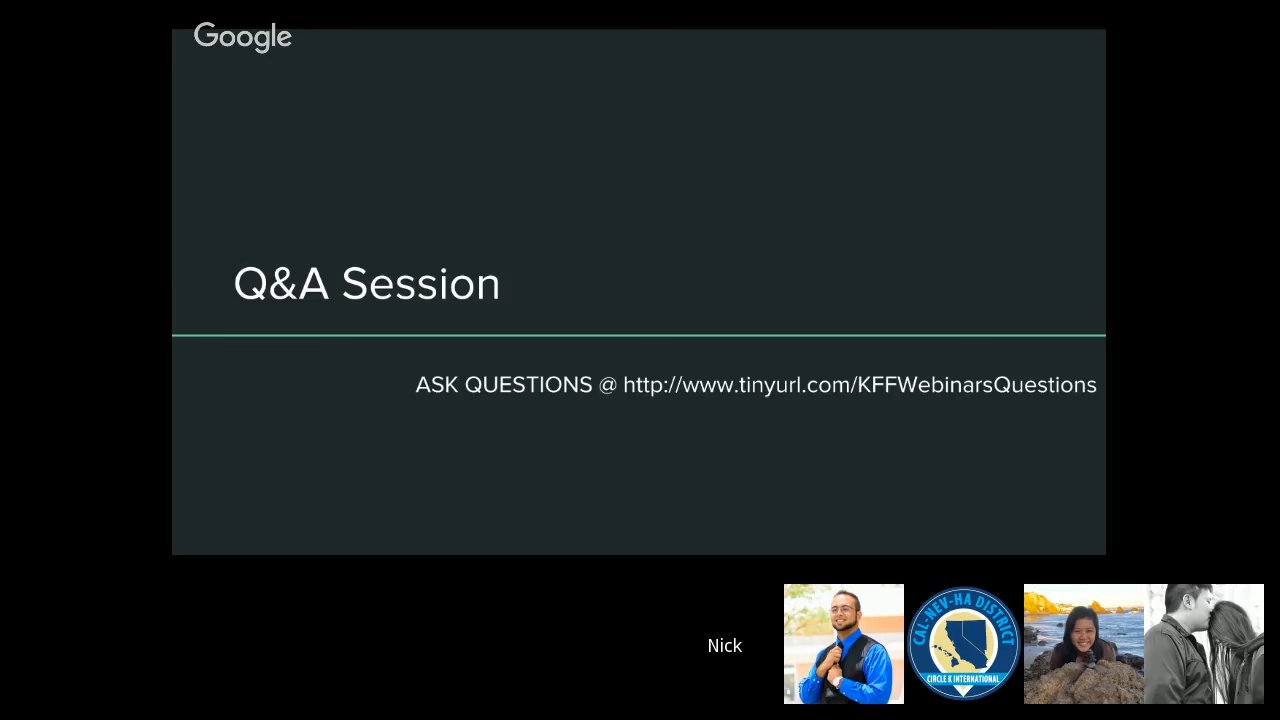 Google
Q&A Session
ASK QUESTIONS @ http://www.tinyurl.com/KFFWebinarsQuestions
Nick
CAL-NEV-HA DISTRICT
CIRCLE K INTERNATIONAL